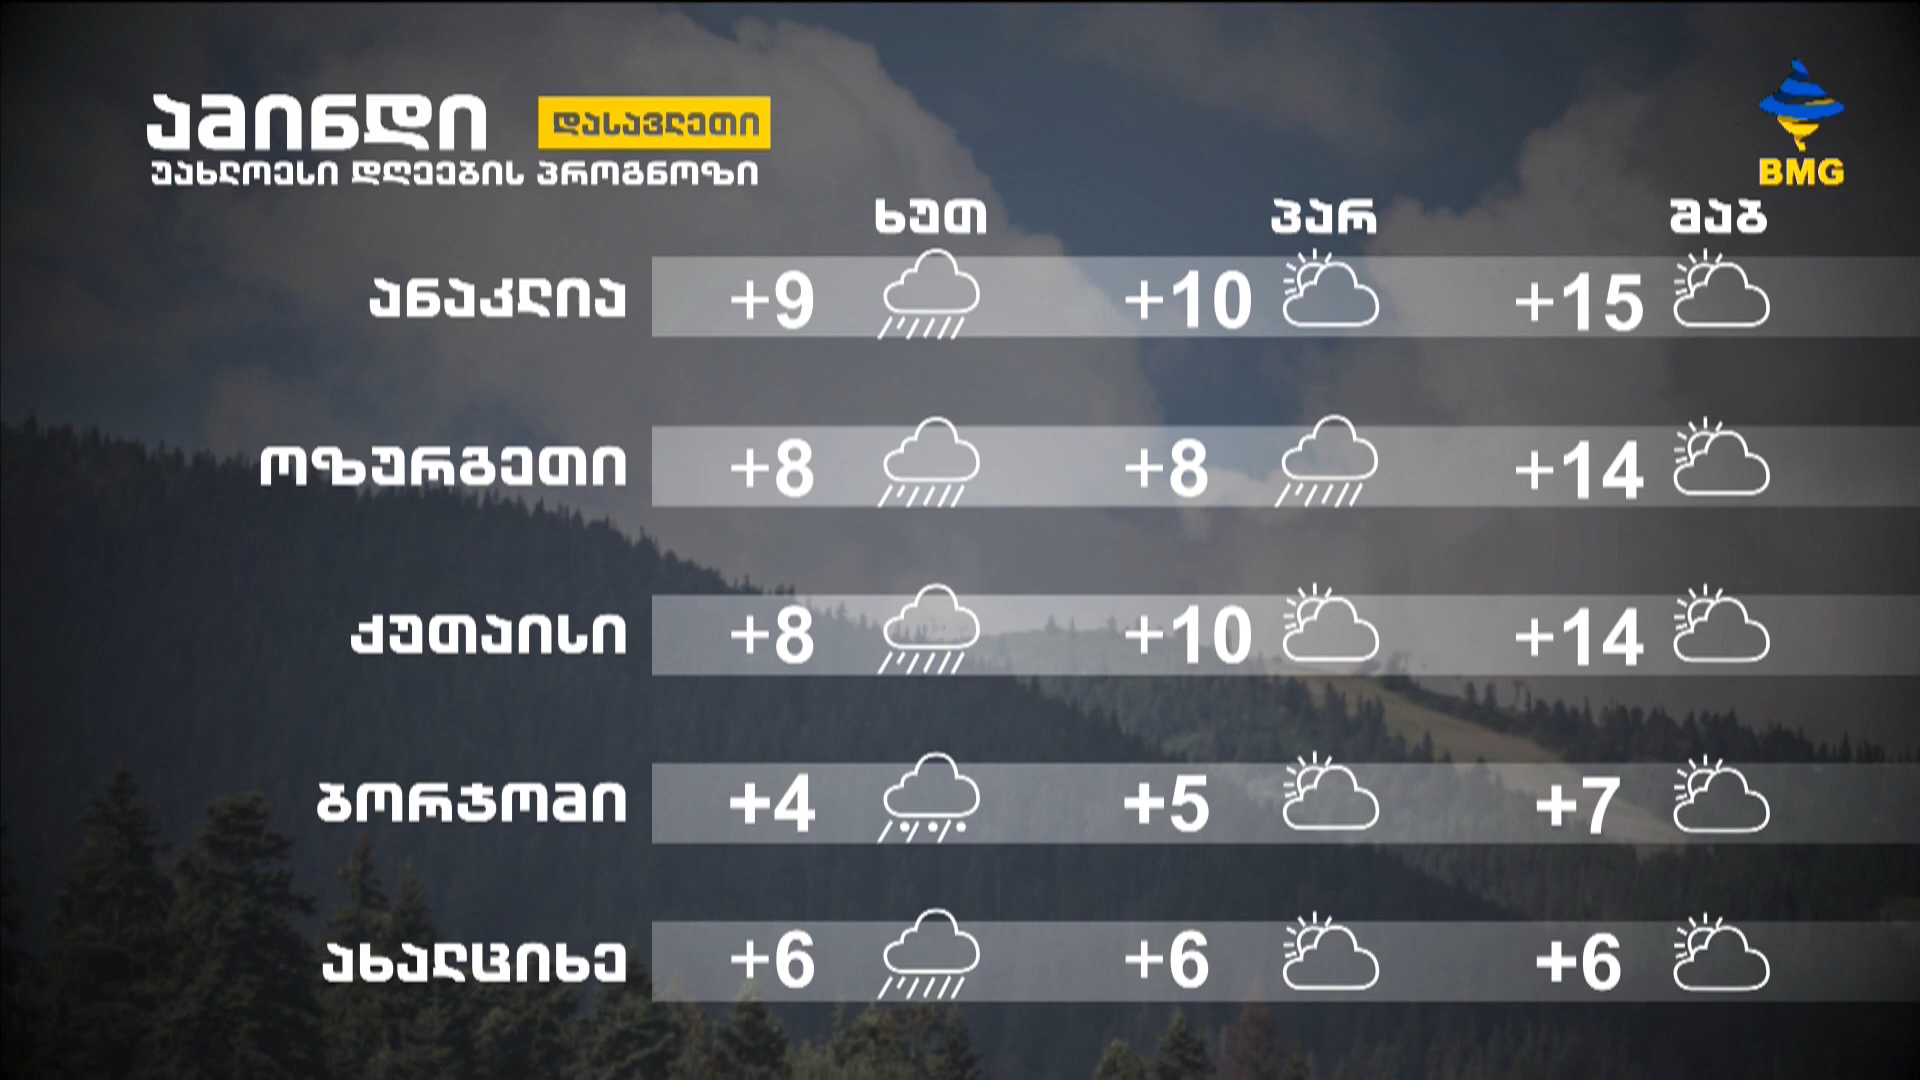 ამინდი დასავლეთი
უახლოესი დღეების პროგნოზი
BMG
ხუთ პარ შაბ
ანაკლია +9 +10 +15
ოზურგეთი +8 +8 +14
ქუთაისი +8 +10 +14
ბორჯომი +4 +5 +7
ახალციხე +6 +6 +6